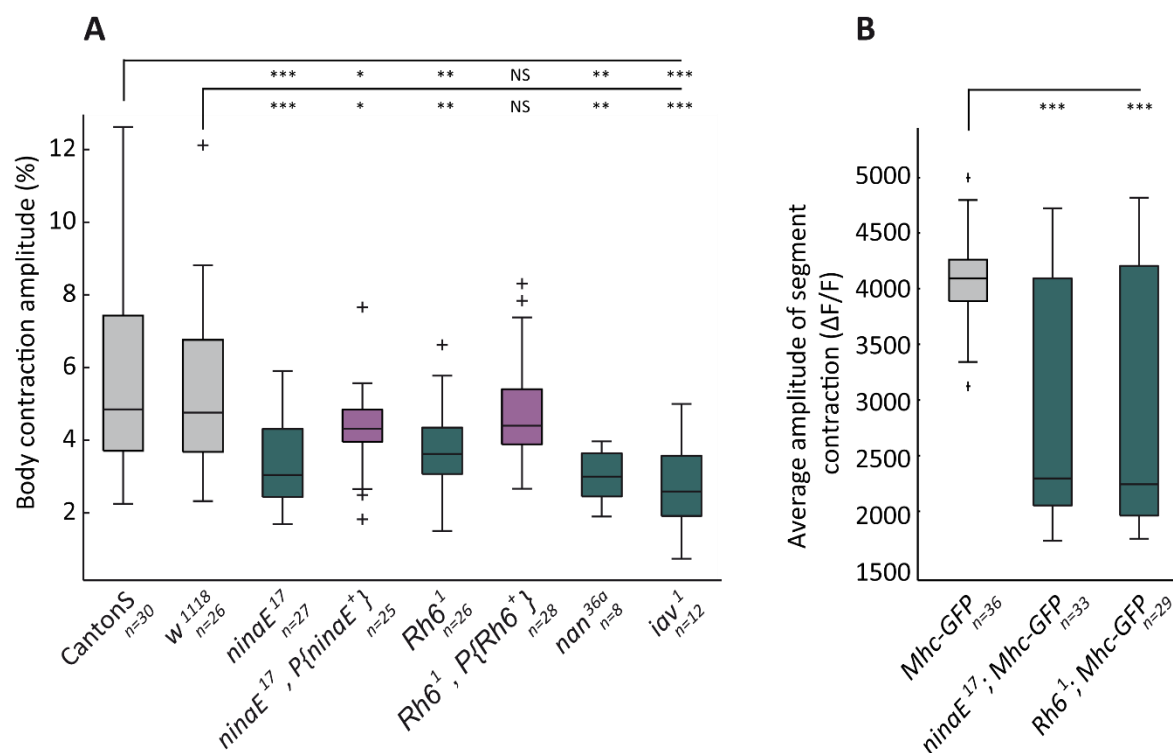 A
B
*** * ** NS ** ***
*** * ** NS ** ***
*** ***
Body contraction amplitude (%)
12
10
8
6
4
2
CantonS n=30
w1118 n=26
ninaE17 n=27
ninaE17, P{ninaE+} n=25
Rh61 n=26
Rh61, P{Rh6+} n=28
nan36a n=8
iav1 n=12
Average amplitude of segment
contraction (ΔF/F)
5000
4500
4000
3500
3000
2500
2000
1500
Mhc-GFP n=36
ninaE17; Mhc-GFP n=33
Rh61; Mhc-GFP n=29